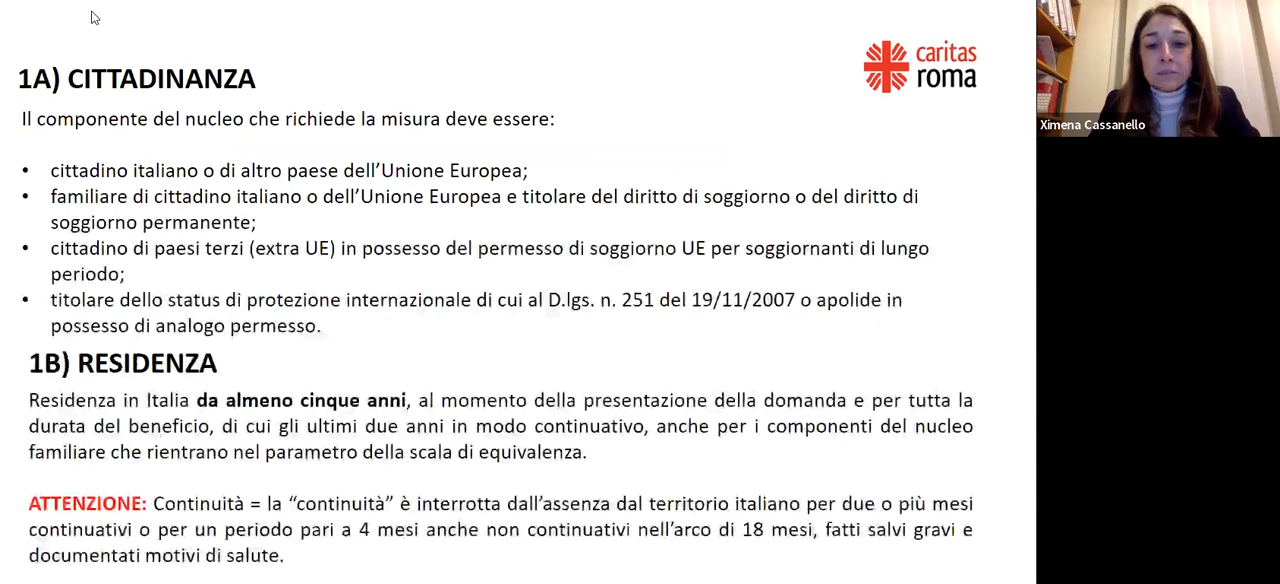 caritas
roma
1A) CITTADINANZA
Il componente del nucleo che richiede la misura deve essere:
• cittadino italiano o di altro paese dell’Unione Europea;
• familiare di cittadino italiano o dell’Unione Europea e titolare del diritto di soggiorno o del diritto di
soggiorno permanente;
• cittadino di paesi terzi (extra UE) in possesso del permesso di soggiorno UE per soggiornanti di lungo
periodo;
• titolare dello status di protezione internazionale di cui al D.lgs. n. 251 del 19/11/2007 o apolide in
possesso di analogo permesso.
1B) RESIDENZA
Residenza in Italia da almeno cinque anni, al momento della presentazione della domanda e per tutta la
durata del beneficio, di cui gli ultimi due anni in modo continuativo, anche per i componenti del nucleo
familiare che rientrano nel parametro della scala di equivalenza.
ATTENZIONE: Continuità = la “continuità” è interrotta dall’assenza dal territorio italiano per due o più mesi
continuativi o per un periodo pari a 4 mesi anche non continuativi nell’arco di 18 mesi, fatti salvi gravi e
documentati motivi di salute.
Ximena Cassanello